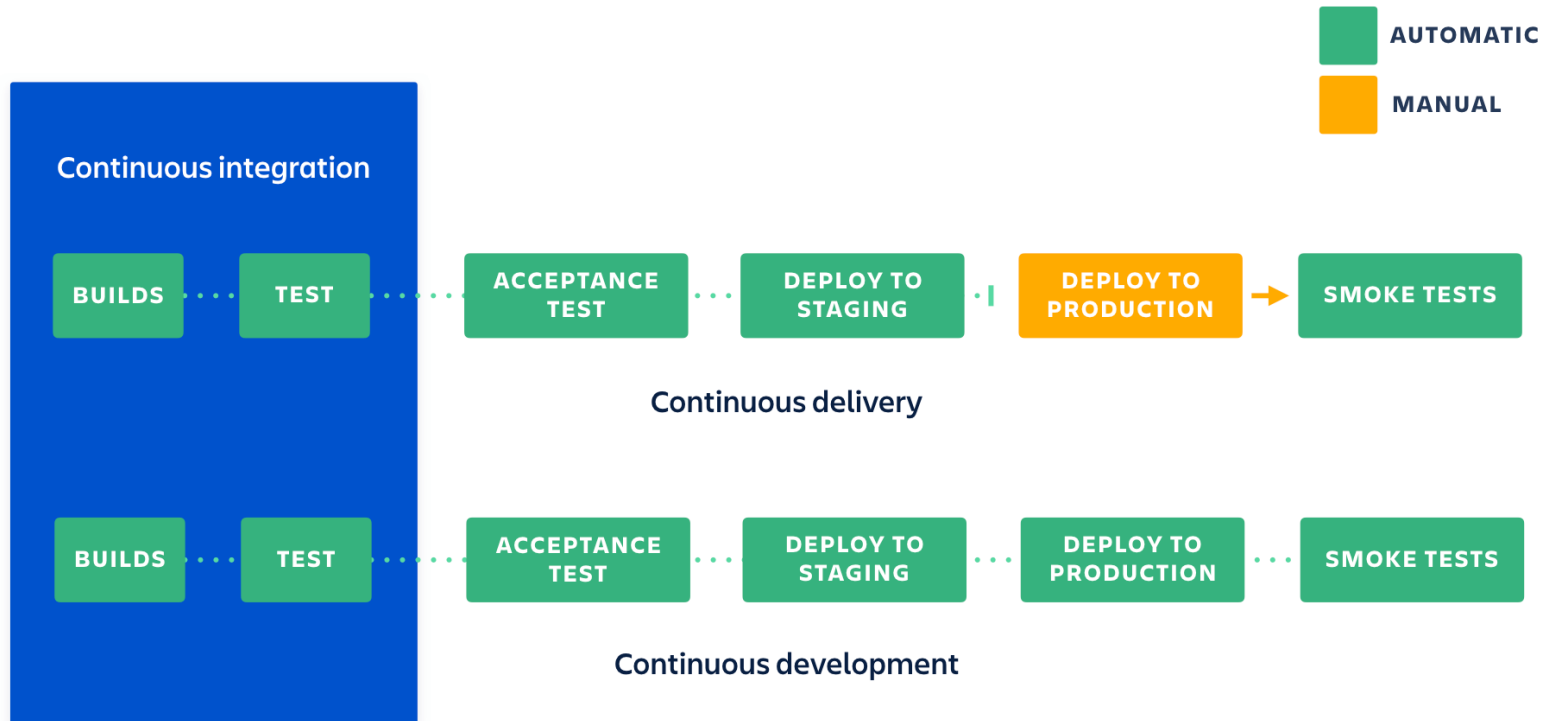 AUTOMATIC
MANUAL
Continuous integration
BUILDS
TEST
ACCEPTANCE
TEST
DEPLOY TO
STAGING
DEPLOY TO
PRODUCTION
SMOKE TESTS
Continuous delivery
BUILDS
TEST
ACCEPTANCE
TEST
DEPLOY TO
STAGING
DEPLOY TO
PRODUCTION
SMOKE TESTS
Continuous development